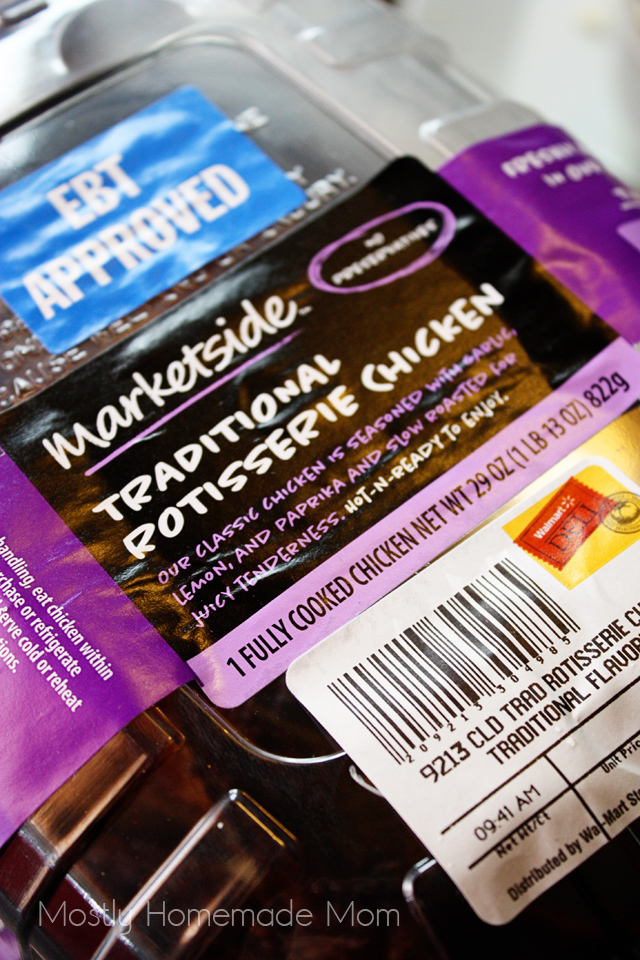 EBT
APPROVED
Marketside
NO
PRESERVATIVES
TRADITIONAL
ROTISSERIE CHICKEN
OUR CLASSIC CHICKEN IS SEASONED WITH GARLIC,
LEMON, AND PAPRIKA AND SLOW ROASTED FOR
JUICY TENDERNESS. HOT-N-READY TO ENJOY.
1 FULLY COOKED CHICKEN NET WT 29 OZ (1 LB 13 OZ) 822g
handling, eat chicken within
or refrigerate
serve cold or reheat
Walmart
DELI
9213 CLD TRAD ROTISSERIE
TRADITIONAL FLAVOR
09:41 AM
Net Wt/Ct
Unit
Distributed by Wal-Mart
Mostly Homemade Mom